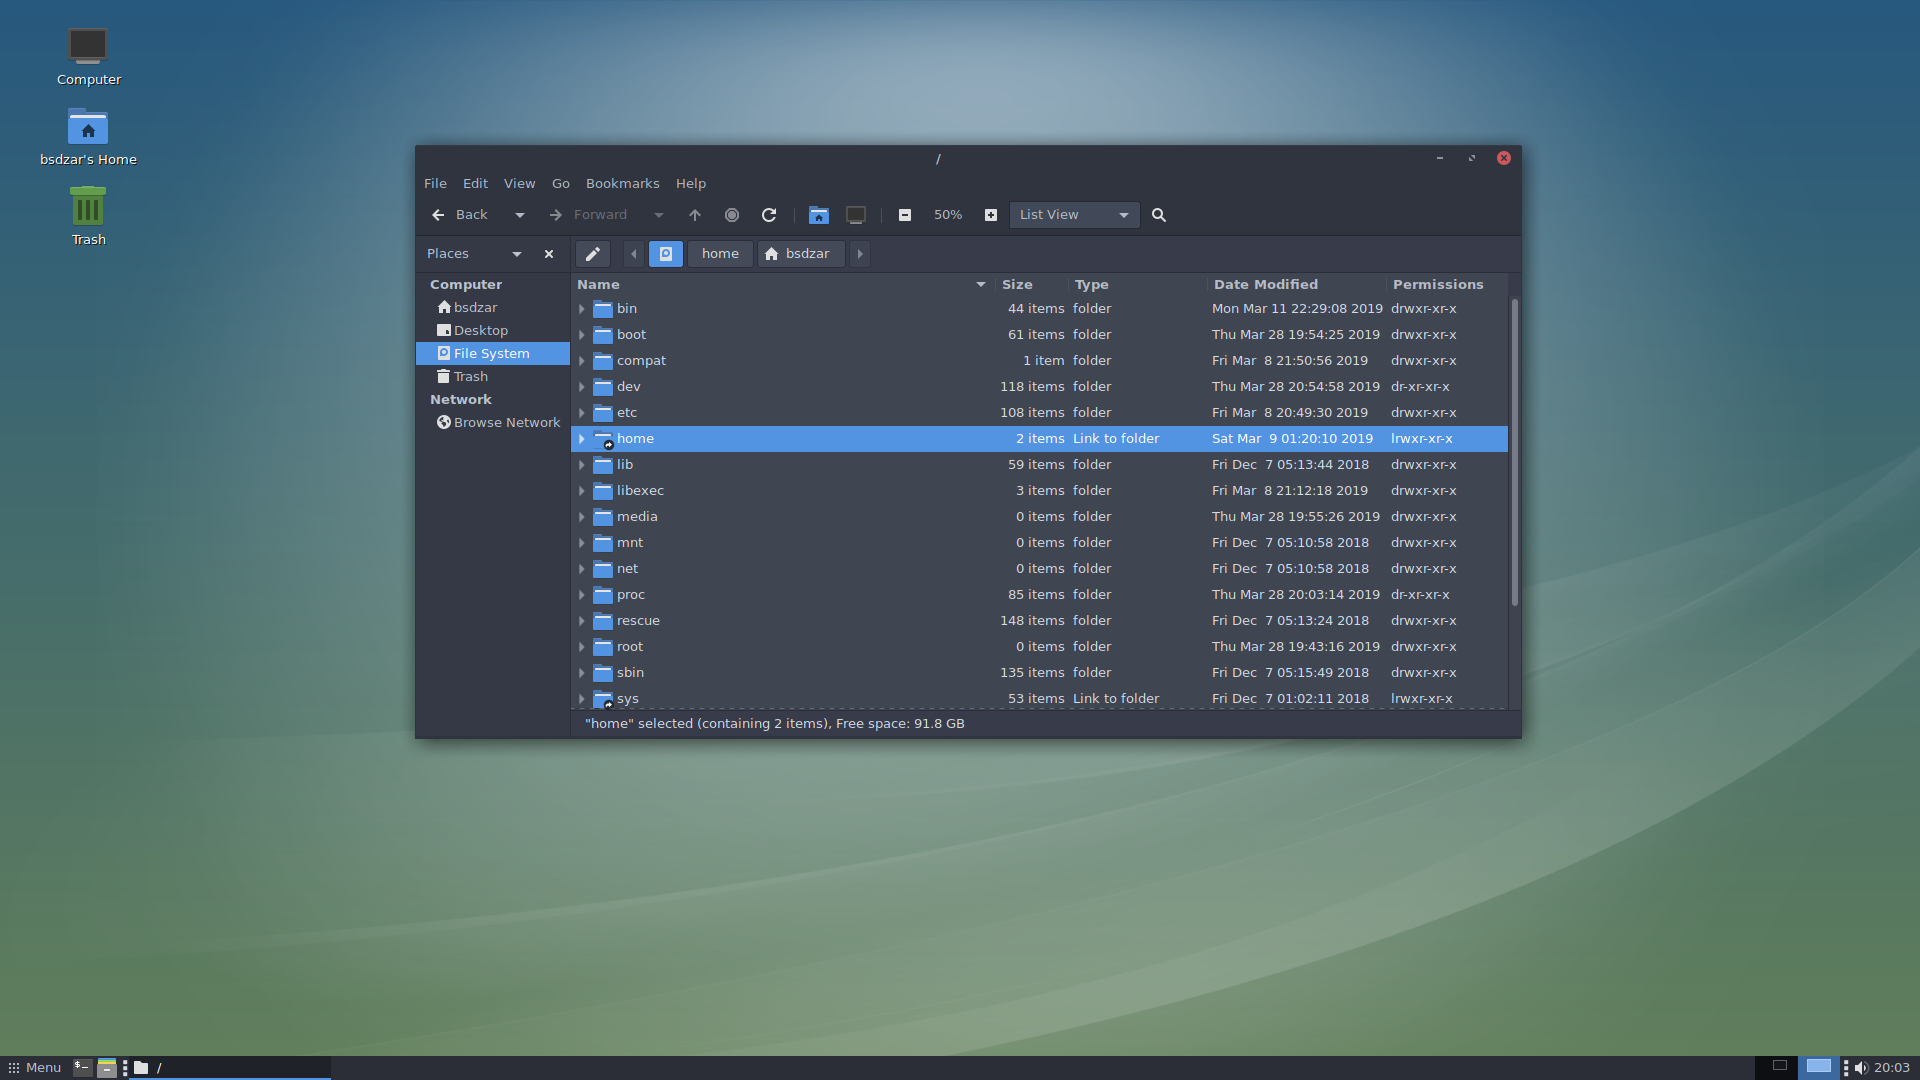 Computer
bsdzar's Home
Trash
/
File Edit View Go Bookmarks Help
Back Forward 50% List View
Places home bsdzar
Computer
bsdzar
Desktop
File System
Trash
Network
Browse Network
Name Size Type Date Modified Permissions
bin 44 items folder Mon Mar 11 22:29:08 2019 drwxr-xr-x
boot 61 items folder Thu Mar 28 19:54:25 2019 drwxr-xr-x
compat 1 item folder Fri Mar 8 21:50:56 2019 drwxr-xr-x
dev 118 items folder Thu Mar 28 20:54:58 2019 dr-xr-xr-x
etc 108 items folder Fri Mar 8 20:49:30 2019 drwxr-xr-x
home 2 items Link to folder Sat Mar 9 01:20:10 2019 lrwxr-xr-x
lib 59 items folder Fri Dec 7 05:13:44 2018 drwxr-xr-x
libexec 3 items folder Fri Mar 8 21:12:18 2019 drwxr-xr-x
media 0 items folder Thu Mar 28 19:55:26 2019 drwxr-xr-x
mnt 0 items folder Fri Dec 7 05:10:58 2018 drwxr-xr-x
net 0 items folder Fri Dec 7 05:10:58 2018 drwxr-xr-x
proc 85 items folder Thu Mar 28 20:03:14 2019 dr-xr-xr-x
rescue 148 items folder Fri Dec 7 05:13:24 2018 drwxr-xr-x
root 0 items folder Thu Mar 28 19:43:16 2019 drwxr-xr-x
sbin 135 items folder Fri Dec 7 05:15:49 2018 drwxr-xr-x
sys 53 items Link to folder Fri Dec 7 01:02:11 2018 lrwxr-xr-x
"home" selected (containing 2 items), Free space: 91.8 GB
Menu $- / 20:03